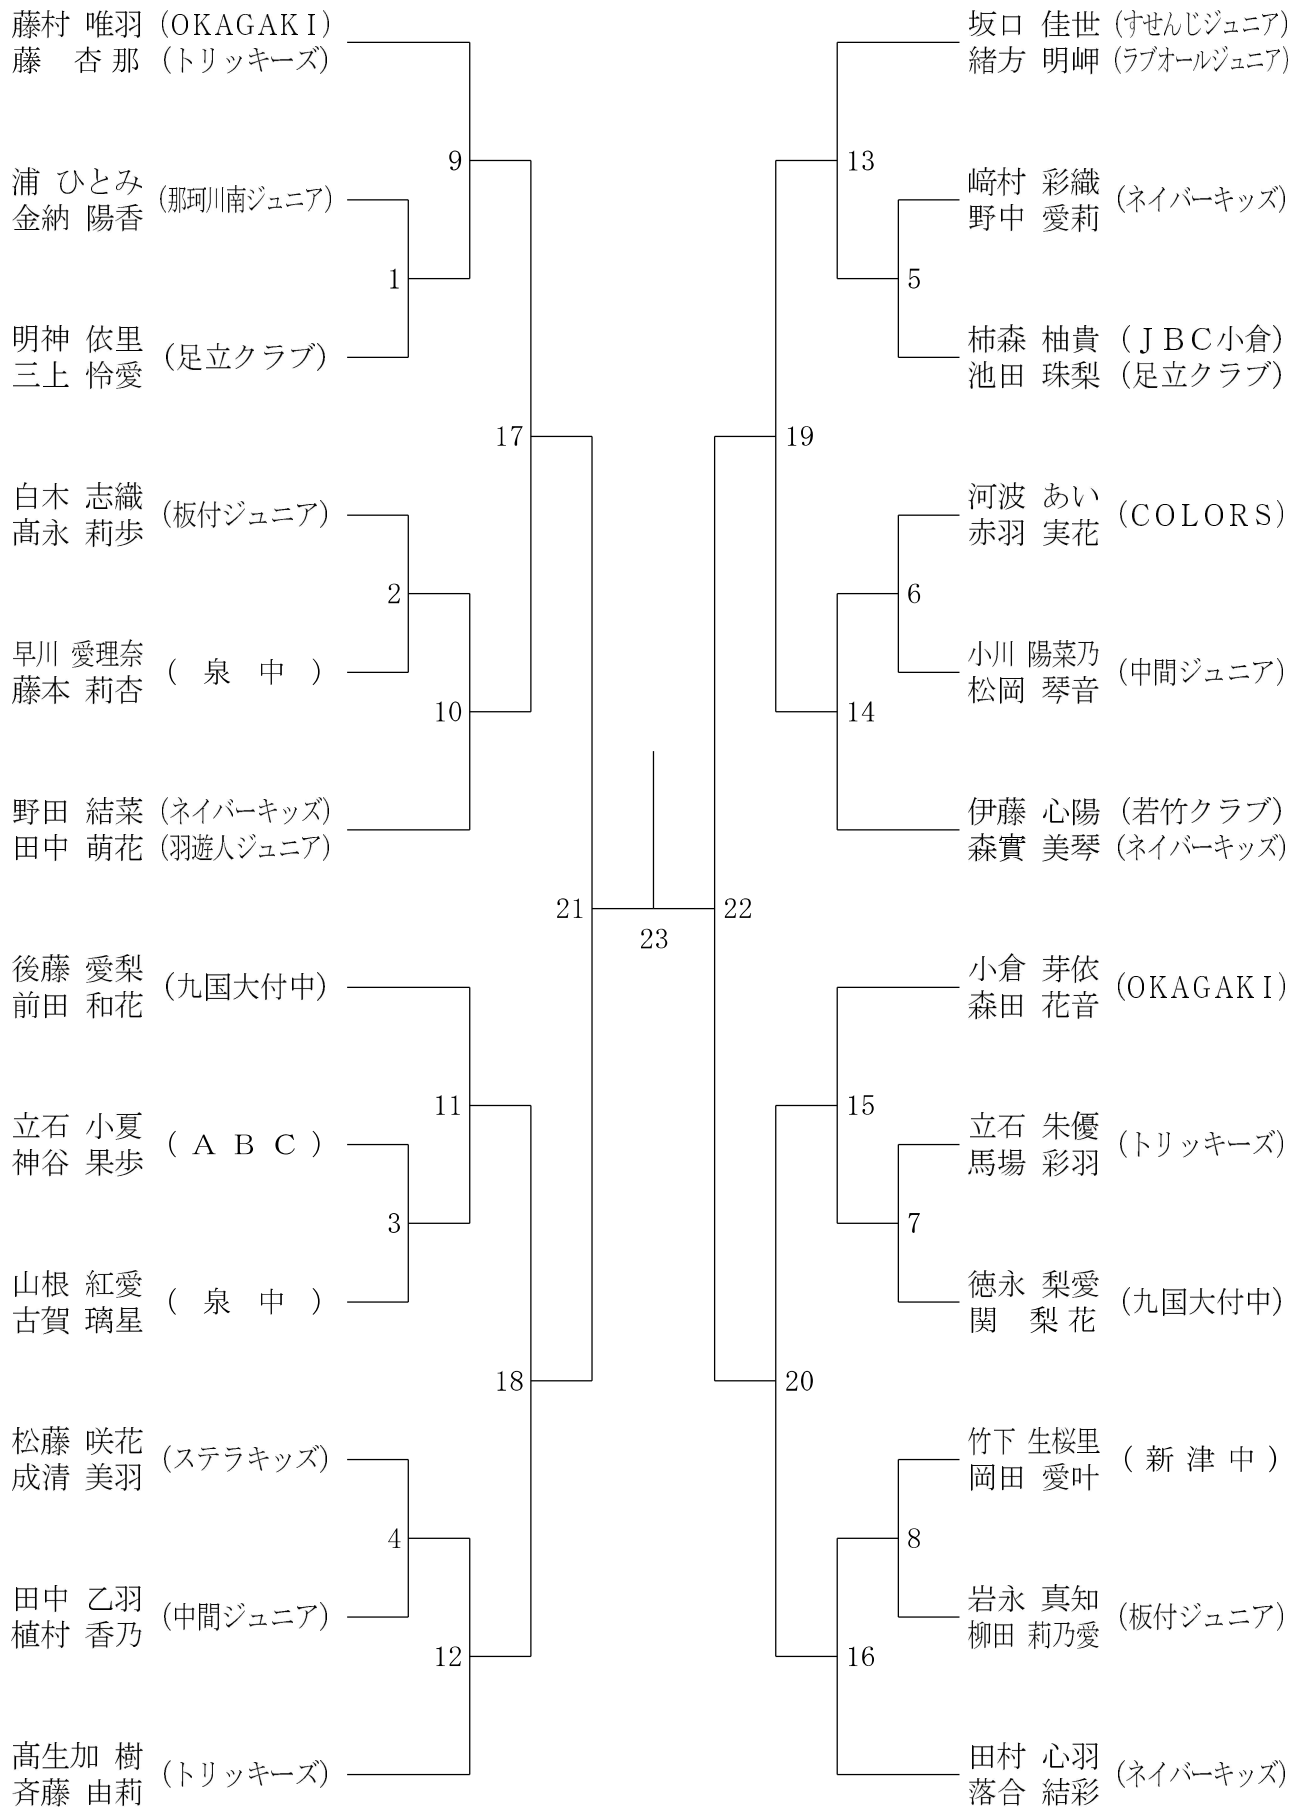 藤村 唯羽 (OKAGAKI)
藤 杏那 (トリッキーズ)
9
浦 ひとみ (那珂川南ジュニア)
金納 陽香
1
明神 依里 (足立クラブ)
三上 怜愛
17
白木 志織 (板付ジュニア)
髙永 莉歩
2
早川 愛理奈 (泉中)
藤本 莉杏
10
野田 結菜 (ネイバーキッズ)
田中 萌花 (羽遊人ジュニア)
21
後藤 愛梨 (九国大付中)
前田 和花
11
立石 小夏 (ABC)
神谷 果歩
3
山根 紅愛 (泉中)
古賀 璃星
18
松藤 咲花 (ステラキッズ)
成清 美羽
4
田中 乙羽 (中間ジュニア)
植村 香乃
12
髙生加 樹 (トリッキーズ)
斉藤 由莉
23
坂口 佳世 (すせんじジュニア)
緒方 明岬 (ラブオールジュニア)
13
﨑村 彩織 (ネイバーキッズ)
野中 愛莉
5
柿森 柚貴 (JBC小倉)
池田 珠梨 (足立クラブ)
19
河波 あい (COLORS)
赤羽 実花
6
小川 陽菜乃 (中間ジュニア)
松岡 琴音
14
伊藤 心陽 (若竹クラブ)
森實 美琴 (ネイバーキッズ)
22
小倉 芽依 (OKAGAKI)
森田 花音
15
立石 朱優 (トリッキーズ)
馬場 彩羽
7
徳永 梨愛 (九国大付中)
関 梨花
20
竹下 生桜里 (新津中)
岡田 愛叶
8
岩永 真知 (板付ジュニア)
柳田 莉乃愛
16
田村 心羽 (ネイバーキッズ)
落合 結彩